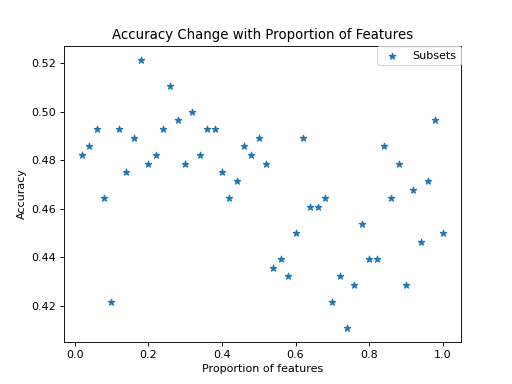 Accuracy Change with Proportion of Features
Subsets
0.52
0.50
0.48
0.46
0.44
0.42
Accuracy
0.0 0.2 0.4 0.6 0.8 1.0
Proportion of features